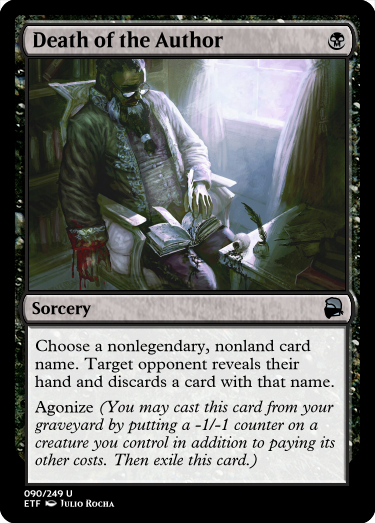 Death of the Author
Sorcery
Choose a nonlegendary, nonland card
name. Target opponent reveals their
hand and discards a card with that name.
Agonize (You may cast this card from your
graveyard by putting a -1/-1 counter on a
creature you control in addition to paying its
other costs. Then exile this card.)
090/249 U
ETF Julio Rocha